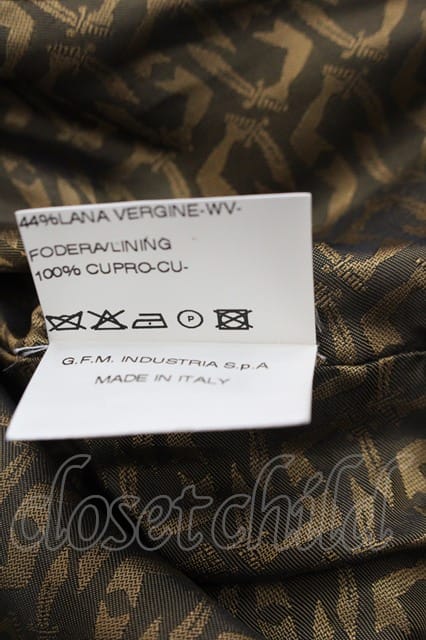 44%LANA VERGINE-WV-
FODERA/LINING
100% CUPRO-CU-
P
G.F.M. INDUSTRIA S.p.A
MADE IN ITALY
closetchild